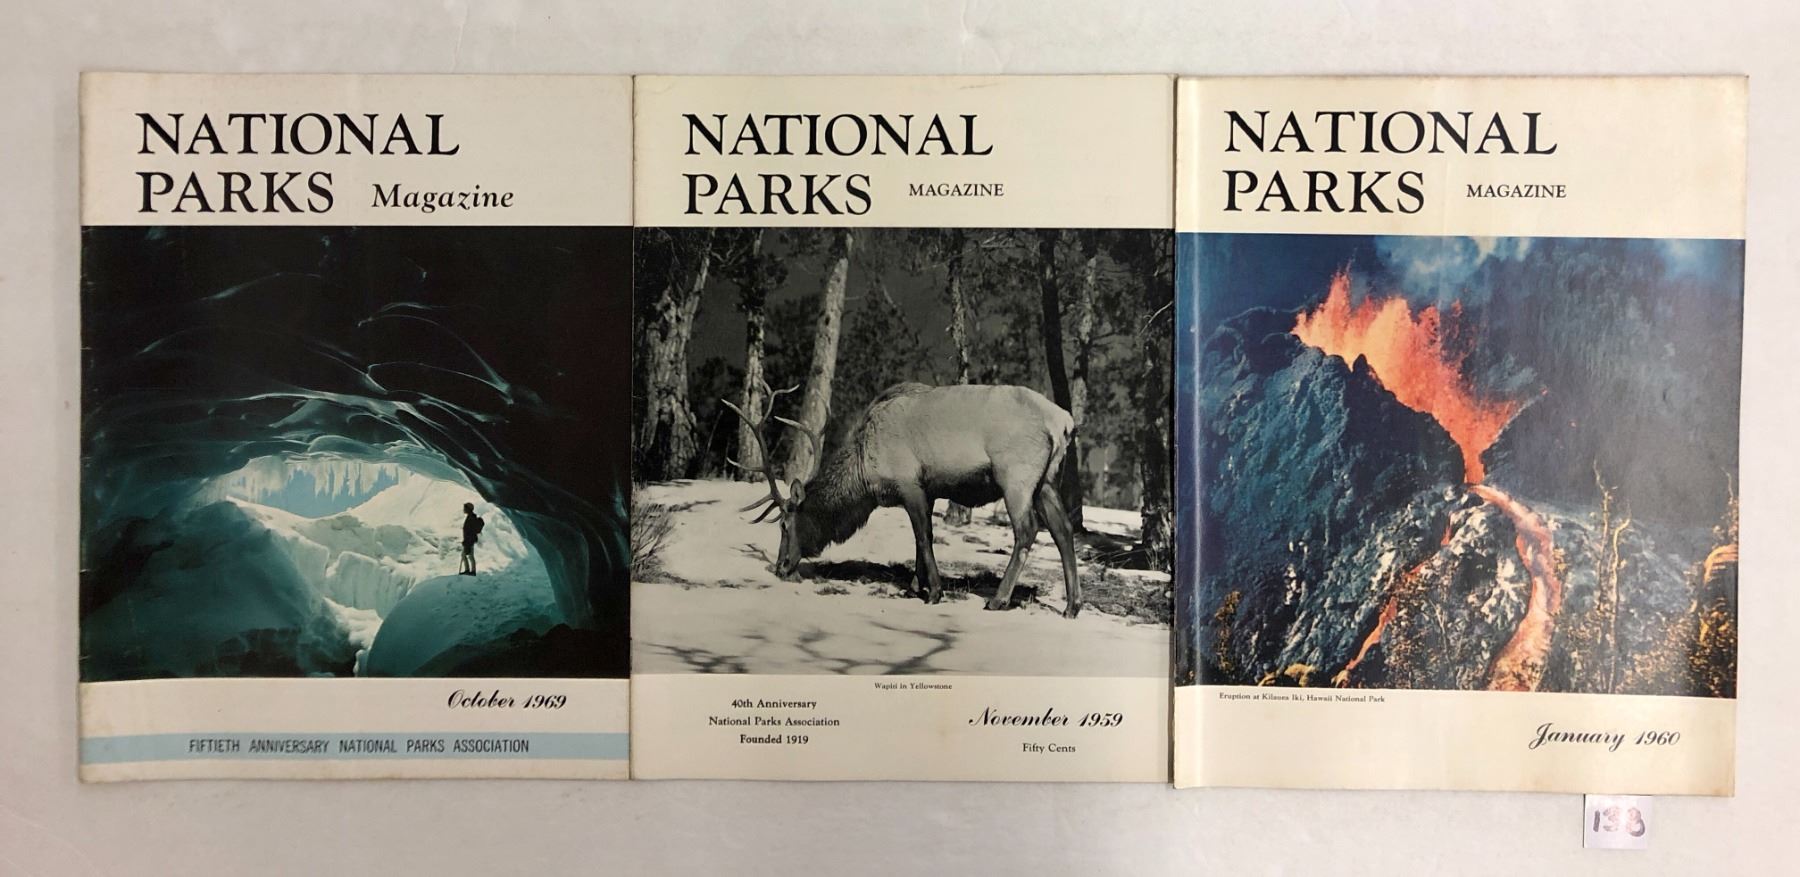 NATIONAL
PARKS Magazine
October 1969
FIFTIETH ANNIVERSARY NATIONAL PARKS ASSOCIATION
NATIONAL
PARKS MAGAZINE
Wapiti in Yellowstone
40th Anniversary
National Parks Association
Founded 1919
November 1959
Fifty Cents
NATIONAL
PARKS MAGAZINE
Eruption at Kilauea Iki, Hawaii National Park
January 1960
138